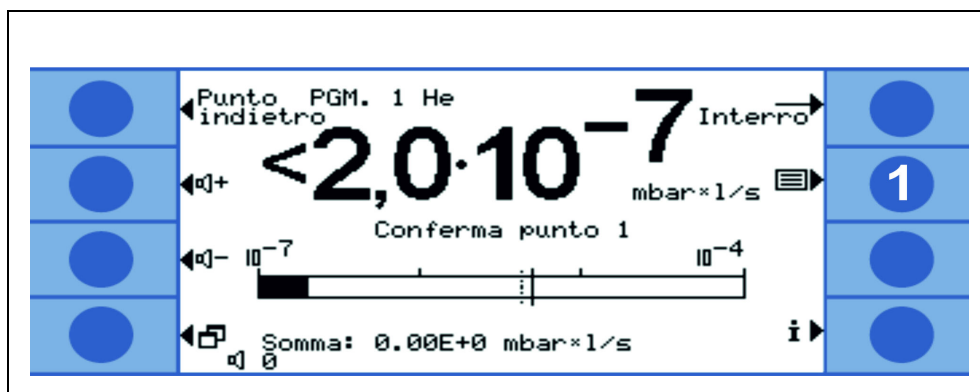 Punto PGM. 1 He
indietro
<2,0·10⁻⁷
Interro
mbar×l/s
1
+
Conferma punto 1
-
10⁻⁷
10⁻⁴
Somma: 0.00E+0 mbar×l/s
0
i